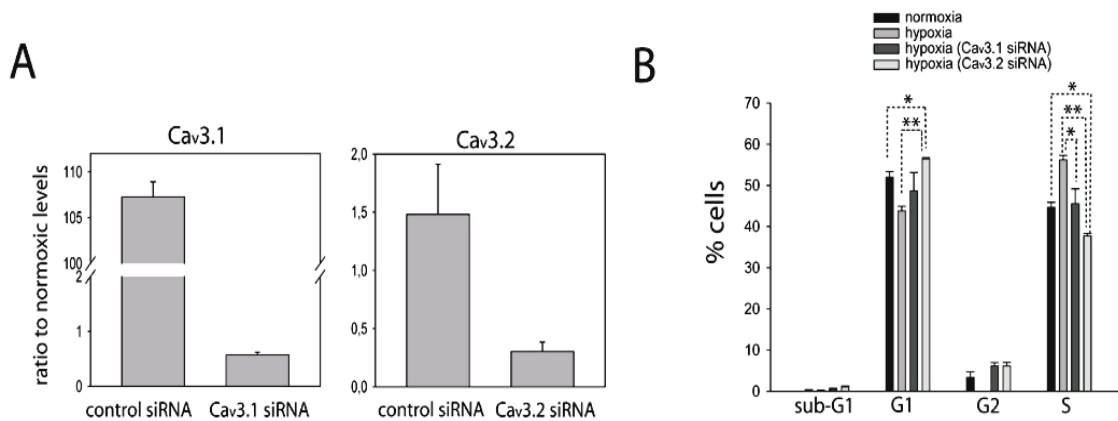 A
Cav3.1
Cav3.2
ratio to normoxic levels
110
107
105
100
2
1
0
control siRNA
Cav3.1 siRNA
2,0
1,5
1,0
0,5
0,0
control siRNA
Cav3.2 siRNA
B
normoxia
hypoxia
hypoxia (Cav3.1 siRNA)
hypoxia (Cav3.2 siRNA)
% cells
70
60
50
40
30
20
10
0
*
**
*
**
*
sub-G1
G1
G2
S